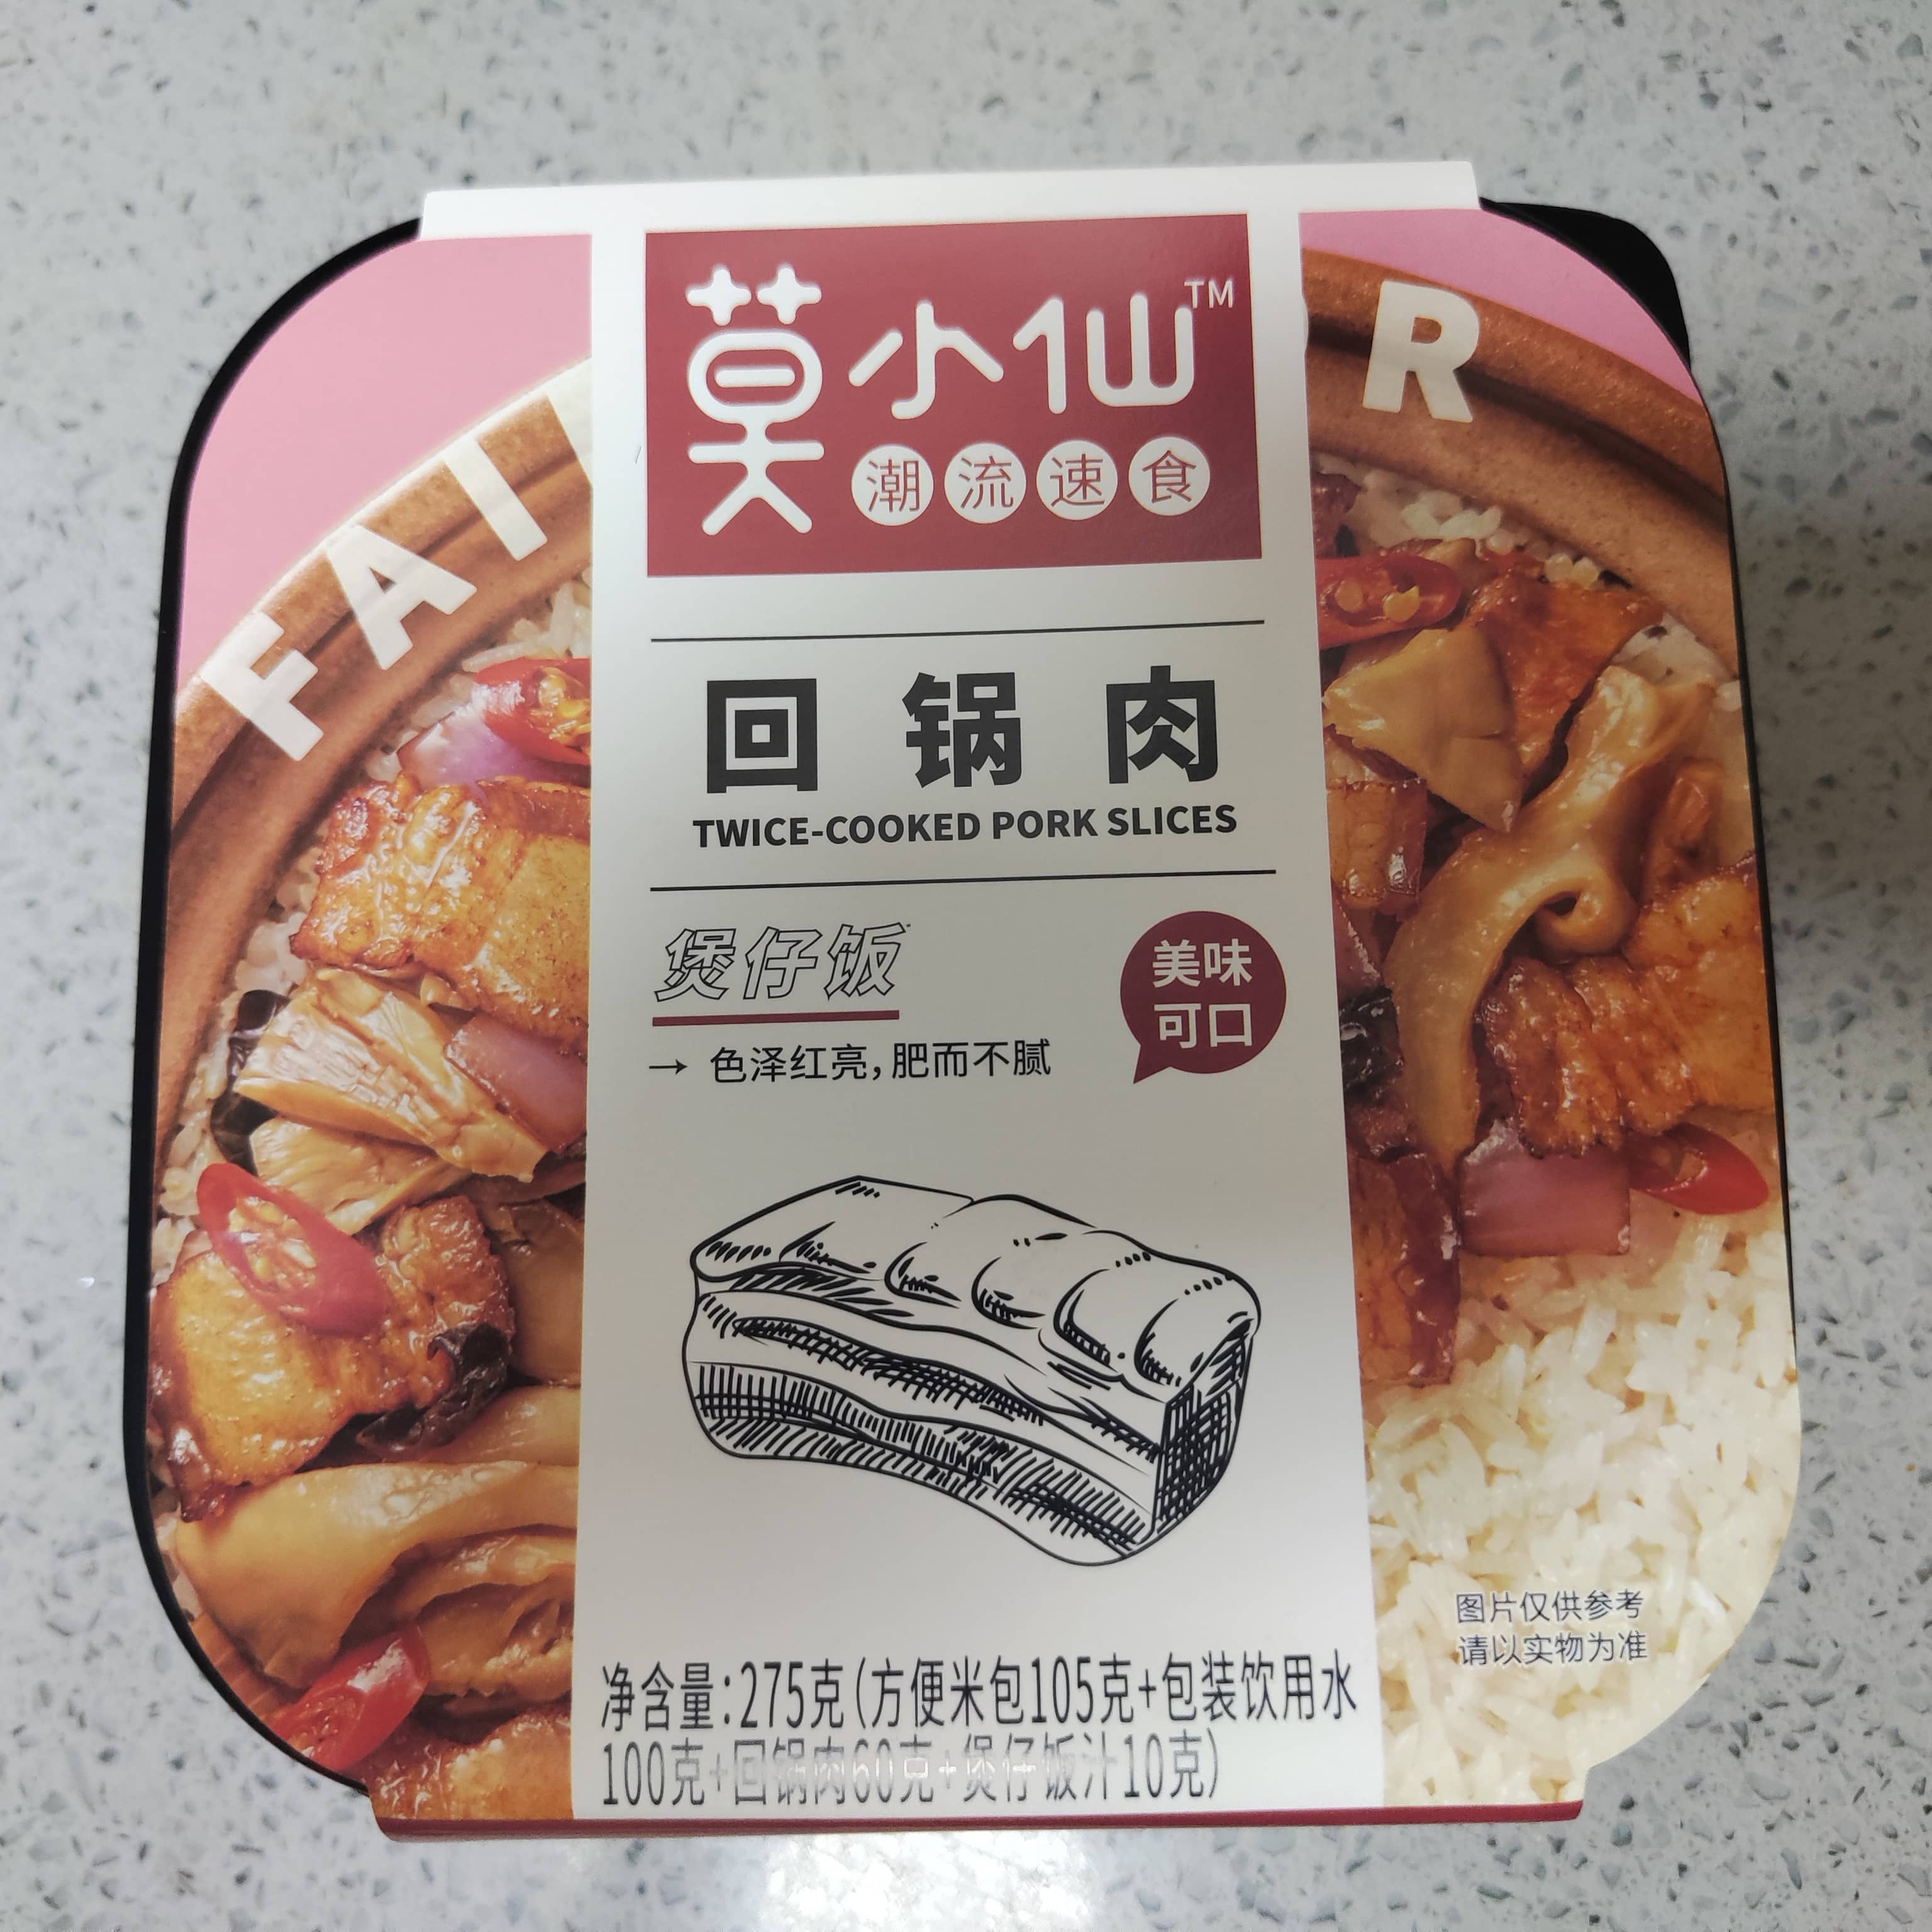 莫小仙TM
潮流速食
FAI
R
回锅肉
TWICE-COOKED PORK SLICES
煲仔饭
→ 色泽红亮，肥而不腻
美味
可口
图片仅供参考
请以实物为准
净含量:275克(方便米包105克+包装饮用水
100克+回锅肉60克+煲仔饭汁10克)